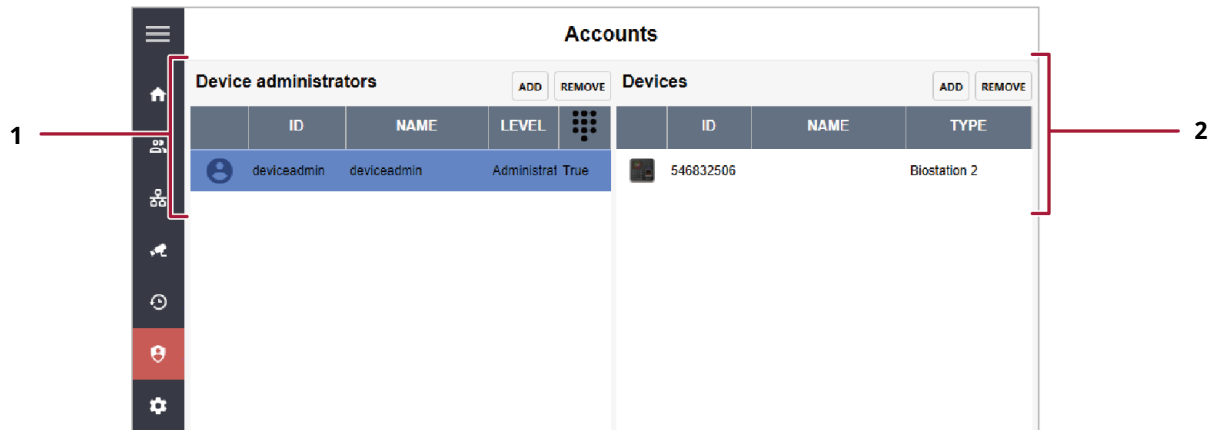 Accounts
Device administrators ADD REMOVE Devices ADD REMOVE
ID NAME LEVEL ID NAME TYPE
1 2
deviceadmin deviceadmin Administrat True 546832506 Biostation 2